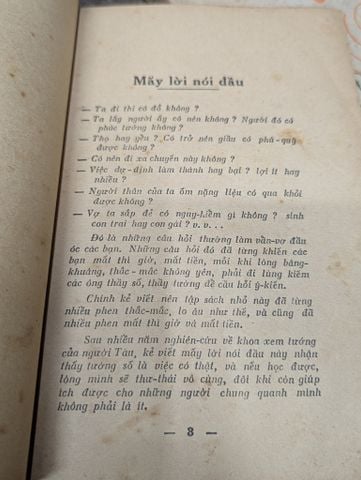 Mấy lời nói đầu
— Ta đi thi có đổ không ?
— Ta lấy người ấy có nên không ? Người đó có
phúc tướng không ?
— Thọ hay yểu ? Có trở nên giầu có phá-quý
được không ?
— Có nên đi xa chuyến này không ?
— Việc dự-định làm thành hay bại ? lợi ít hay
nhiều ?
— Người thân của ta ốm nặng liệu có qua khỏi
được không ?
— Vợ ta sắp đẻ có nguy-hiểm gì không ? sinh
con trai hay con gái ? v. v. . .
Đó là những câu hỏi thường làm vẩn-vơ đầu
óc các bạn. Những câu hỏi đó đã từng khiến các
bạn mất thì giờ, mất tiền, mỗi khi lòng bâng-
khuâng, thắc-mắc không yên, phải đi lùng kiếm
các ông thầy số, thầy tướng để cầu hỏi ý-kiến.
Chính kẻ viết nên tập sách nhỏ này đã từng
nhiều phen thắc-mắc, lo âu như thế, và cũng đã
nhiều phen mất thì giờ và mất tiền.
Sau nhiều năm nghiên-cứu về khoa xem tướng
của người Tàu, kẻ viết mấy lời nói đầu này nhận
thấy tướng số là việc có thật, và nếu học được,
lòng mình sẽ thư-thái vô cùng, đôi khi còn giúp
ích được cho những người chung quanh mình
không phải là ít.
— 3 —